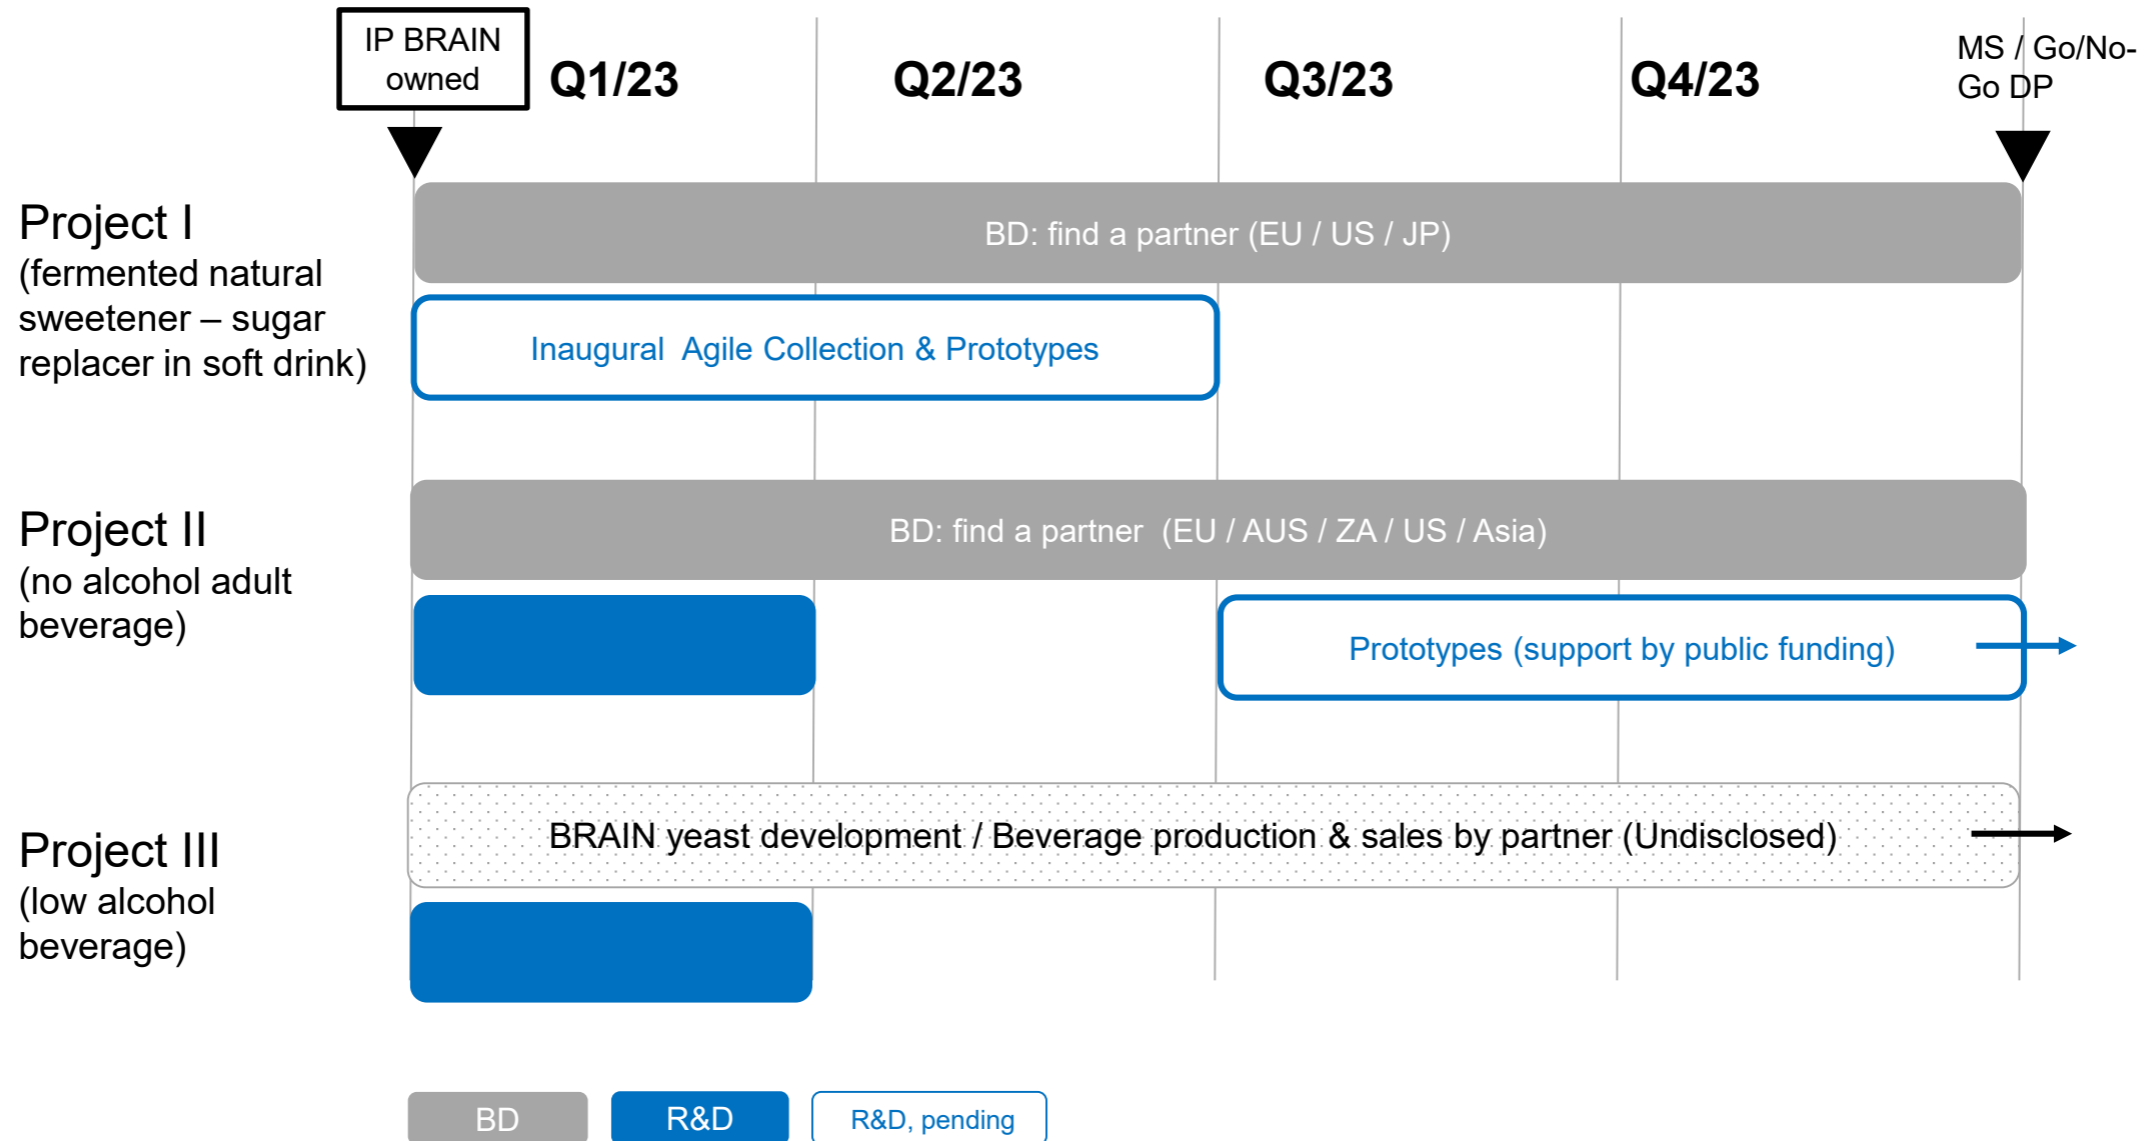 IP BRAIN
owned
Q1/23
Q2/23
Q3/23
Q4/23
MS / Go/No-
Go DP
Project I
(fermented natural
sweetener – sugar
replacer in soft drink)
BD: find a partner (EU / US / JP)
Inaugural Agile Collection & Prototypes
Project II
(no alcohol adult
beverage)
BD: find a partner (EU / AUS / ZA / US / Asia)
Prototypes (support by public funding)
Project III
(low alcohol
beverage)
BRAIN yeast development / Beverage production & sales by partner (Undisclosed)
BD
R&D
R&D, pending